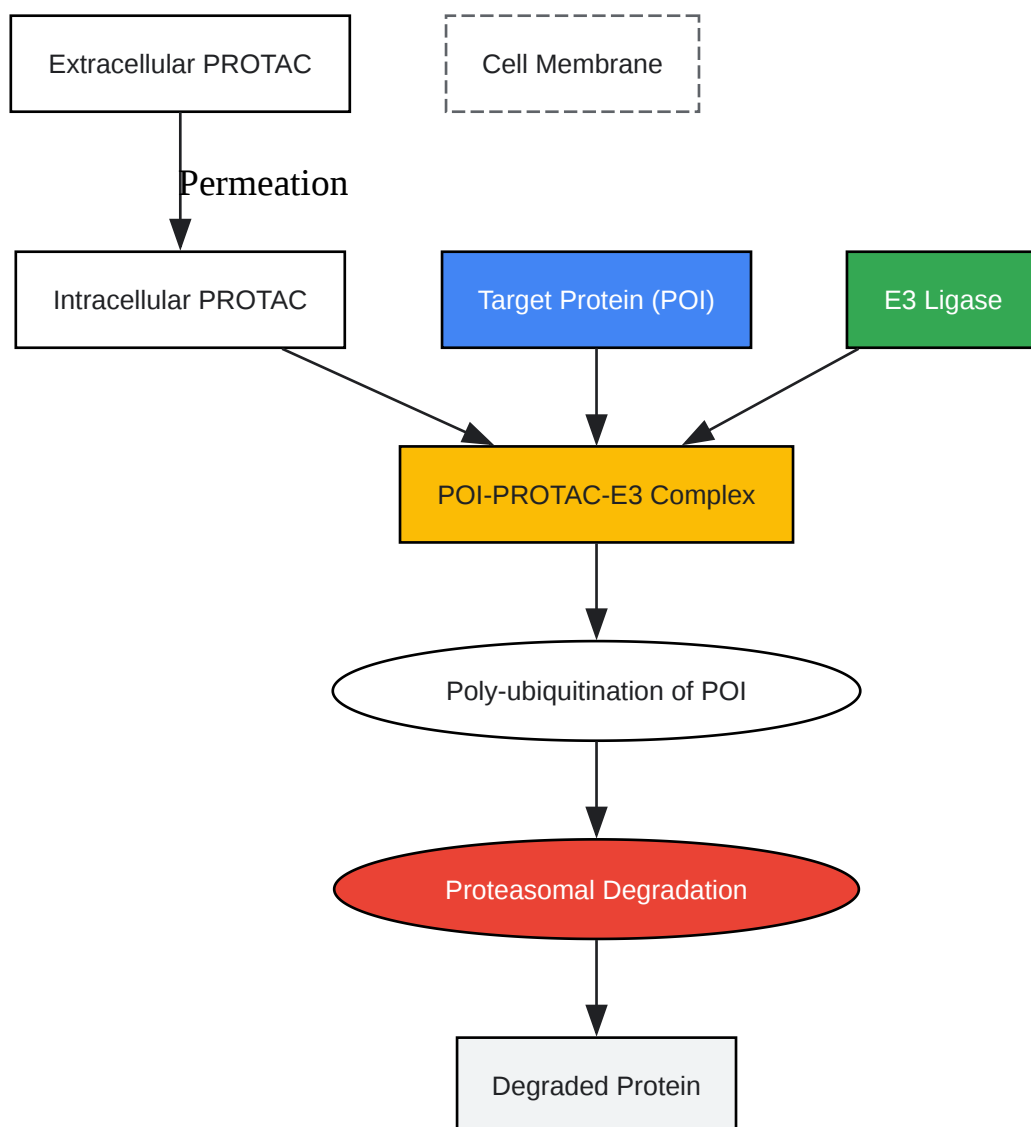 Extracellular PROTAC
Cell Membrane
Permeation
Intracellular PROTAC
Target Protein (POI)
E3 Ligase
POI-PROTAC-E3 Complex
Poly-ubiquitination of POI
Proteasomal Degradation
Degraded Protein